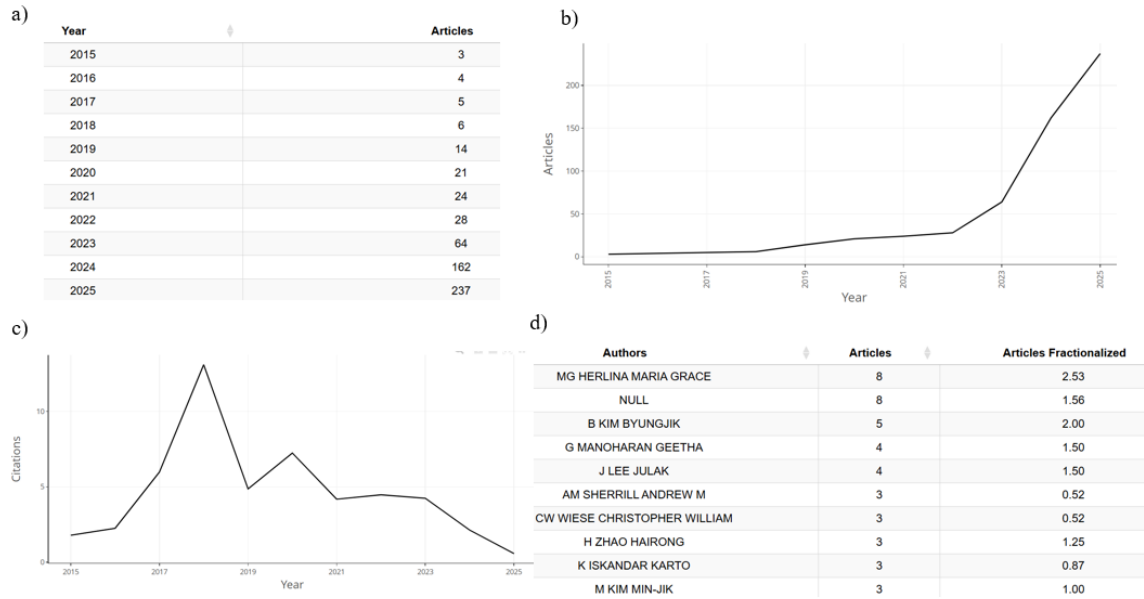 a)
Year Articles
2015 3
2016 4
2017 5
2018 6
2019 14
2020 21
2021 24
2022 28
2023 64
2024 162
2025 237
b)
200
150
100
50
0
Articles
2015 2017 2019 2021 2023 2025
Year
c)
10
5
0
Citations
2015 2017 2019 2021 2023 2025
Year
d)
Authors Articles Articles Fractionalized
MG HERLINA MARIA GRACE 8 2.53
NULL 8 1.56
B KIM BYUNGJIK 5 2.00
G MANOHARAN GEETHA 4 1.50
J LEE JULAK 4 1.50
AM SHERRILL ANDREW M 3 0.52
CW WIESE CHRISTOPHER WILLIAM 3 0.52
H ZHAO HAIRONG 3 1.25
K ISKANDAR KARTO 3 0.87
M KIM MIN-JIK 3 1.00